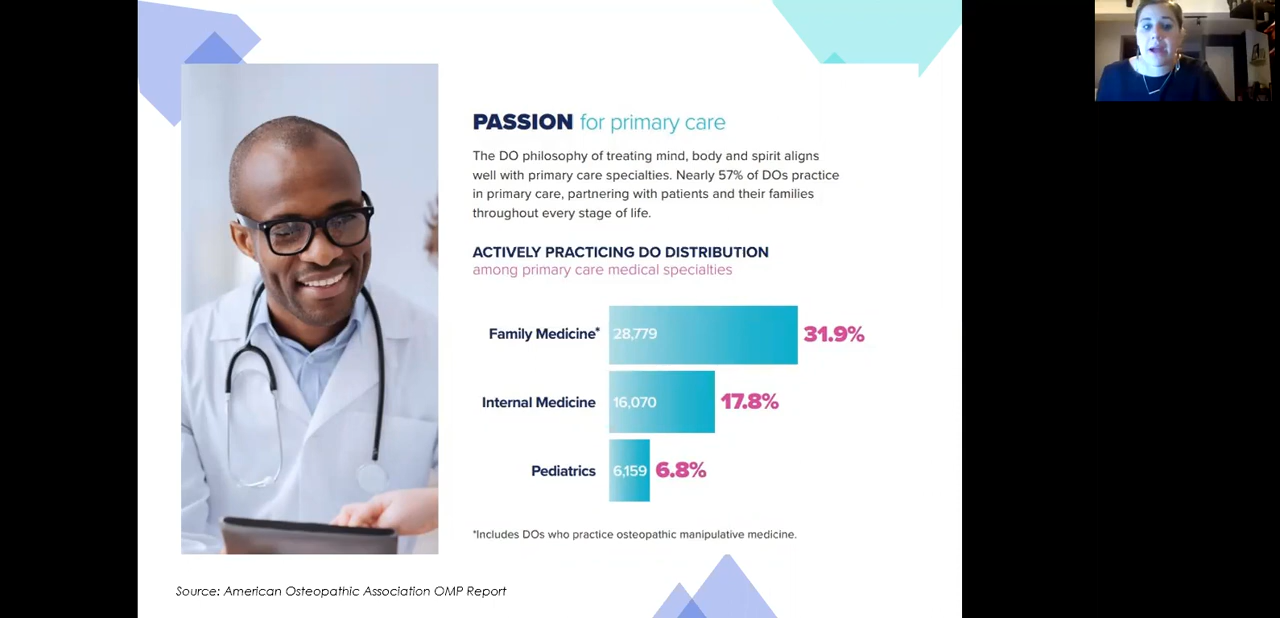 PASSION for primary care
The DO philosophy of treating mind, body and spirit aligns
well with primary care specialties. Nearly 57% of DOs practice
in primary care, partnering with patients and their families
throughout every stage of life.
ACTIVELY PRACTICING DO DISTRIBUTION
among primary care medical specialties
Family Medicine* 28,779 31.9%
Internal Medicine 16,070 17.8%
Pediatrics 6,159 6.8%
*Includes DOs who practice osteopathic manipulative medicine.
Source: American Osteopathic Association OMP Report